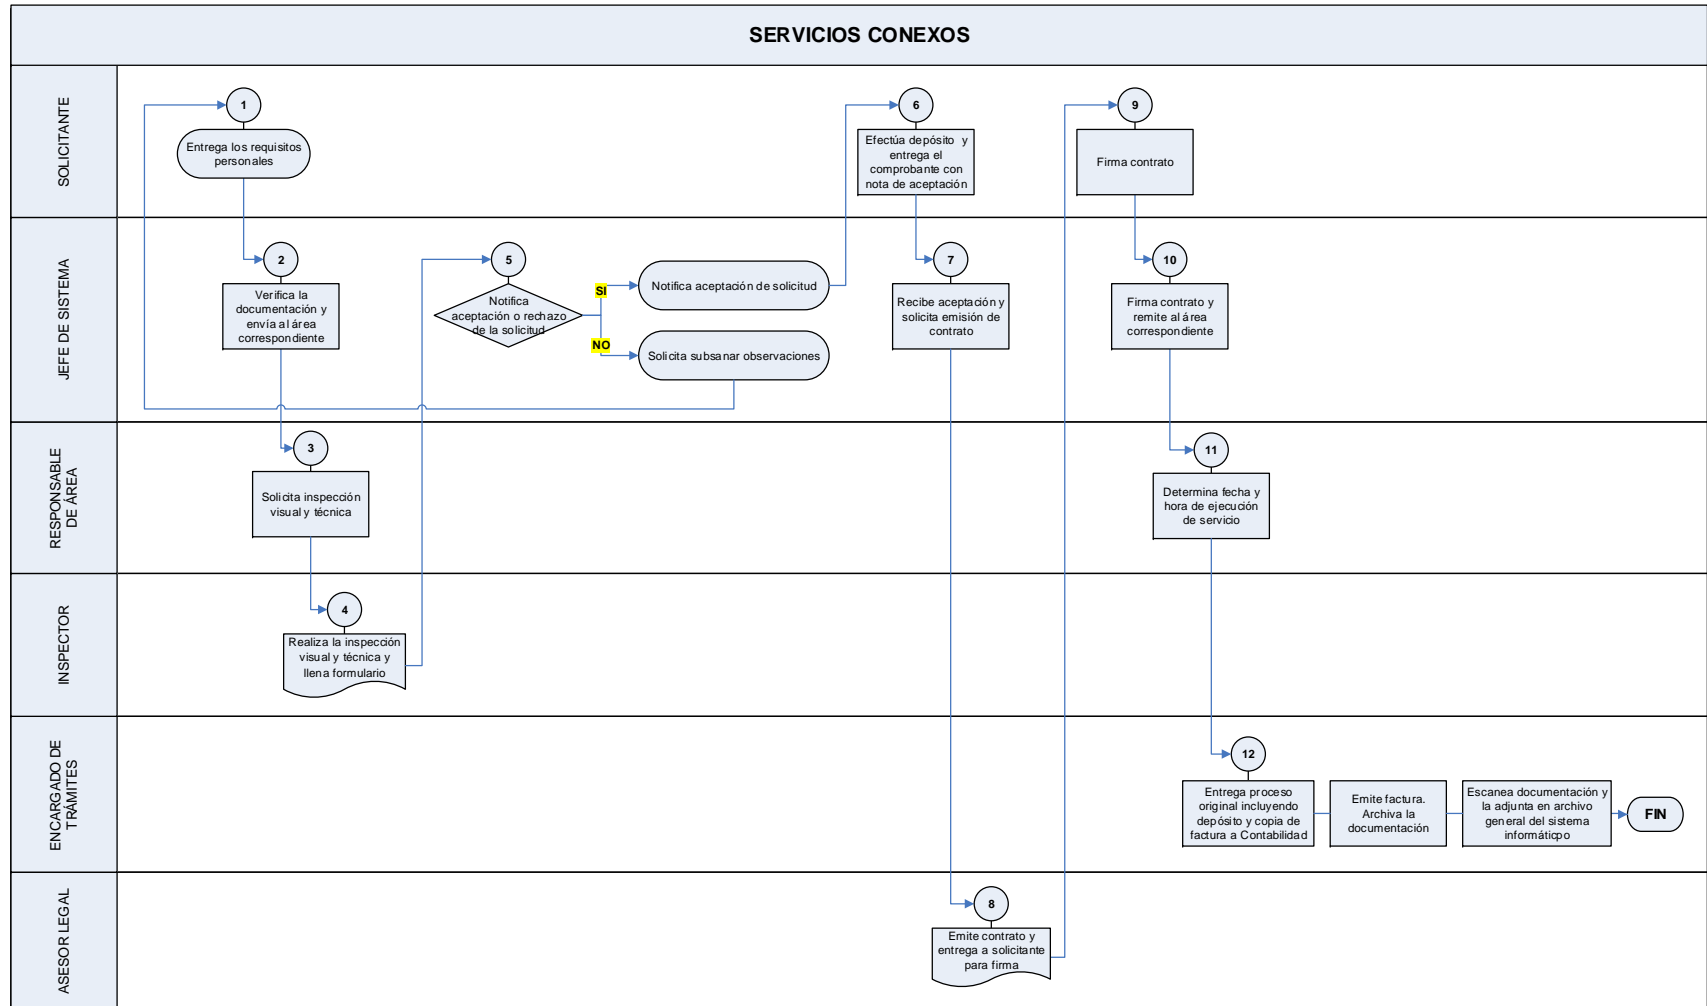 SERVICIOS CONEXOS
SOLICITANTE
1
Entrega los requisitos
personales
6
Efectúa depósito y
entrega el
comprobante con
nota de aceptación
9
Firma contrato
JEFE DE SISTEMA
2
Verifica la
documentación y
envía al área
correspondiente
5
Notifica
aceptación o rechazo
de la solicitud
SI
Notifica aceptación de solicitud
NO
Solicita subsanar observaciones
7
Recibe aceptación y
solicita emisión de
contrato
10
Firma contrato y
remite al área
correspondiente
RESPONSABLE
DE ÁREA
3
Solicita inspección
visual y técnica
11
Determina fecha y
hora de ejecución
de servicio
INSPECTOR
4
Realiza la inspección
visual y técnica y
llena formulario
ENCARGADO DE
TRÁMITES
12
Entrega proceso
original incluyendo
depósito y copia de
factura a Contabilidad
Emite factura.
Archiva la
documentación
Escanea documentación y
la adjunta en archivo
general del sistema
informáticpo
FIN
ASESOR LEGAL
8
Emite contrato y
entrega a solicitante
para firma